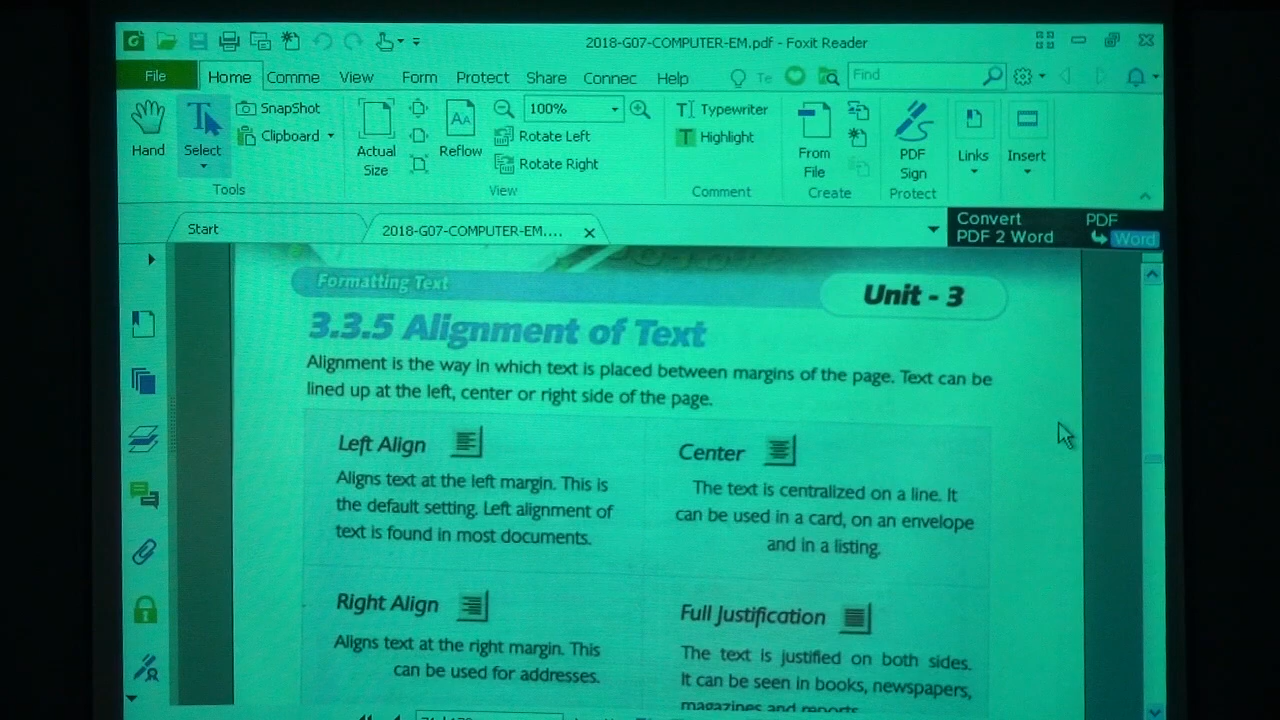 2018-G07-COMPUTER-EM.pdf - Foxit Reader
File Home Comme View Form Protect Share Connec Help Te Find
Hand
Select
SnapShot
Clipboard
Tools
Actual
Size
Reflow
100%
Rotate Left
Rotate Right
View
Typewriter
Highlight
Comment
From
File
Create
PDF
Sign
Protect
Links
Insert
Start
2018-G07-COMPUTER-EM....
Convert PDF
PDF 2 Word Word
Formatting Text
Unit - 3
3.3.5 Alignment of Text
Alignment is the way in which text is placed between margins of the page. Text can be
lined up at the left, center or right side of the page.
Left Align
Aligns text at the left margin. This is
the default setting. Left alignment of
text is found in most documents.
Center
The text is centralized on a line. It
can be used in a card, on an envelope
and in a listing.
Right Align
Aligns text at the right margin. This
can be used for addresses.
Full Justification
The text is justified on both sides.
It can be seen in books, newspapers,
magazines and reports